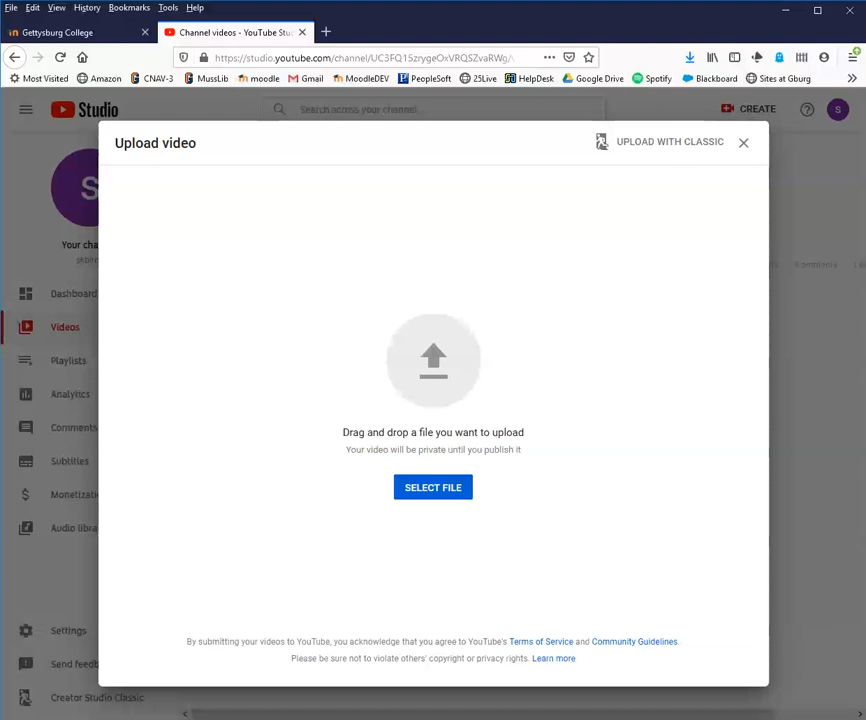 File Edit View History Bookmarks Tools Help
Gettysburg College
Channel videos - YouTube Stu
https://studio.youtube.com/channel/UC3FQ15zrygeOxVRQSZvaRWg/\
Most Visited Amazon CNAV-3 MussLib moodle Gmail MoodleDEV PeopleSoft 25Live HelpDesk Google Drive Spotify Blackboard Sites at Gburg
Studio
Search across your channel
CREATE
S
Upload video
UPLOAD WITH CLASSIC
S
Your cha
Dashboard
Videos
Playlists
Analytics
Comments
Subtitles
Monetizati
Audio libra
Settings
Send feedb
Creator Studio Classic
Drag and drop a file you want to upload
Your video will be private until you publish it
SELECT FILE
By submitting your videos to YouTube, you acknowledge that you agree to YouTube's Terms of Service and Community Guidelines.
Please be sure not to violate others' copyright or privacy rights. Learn more